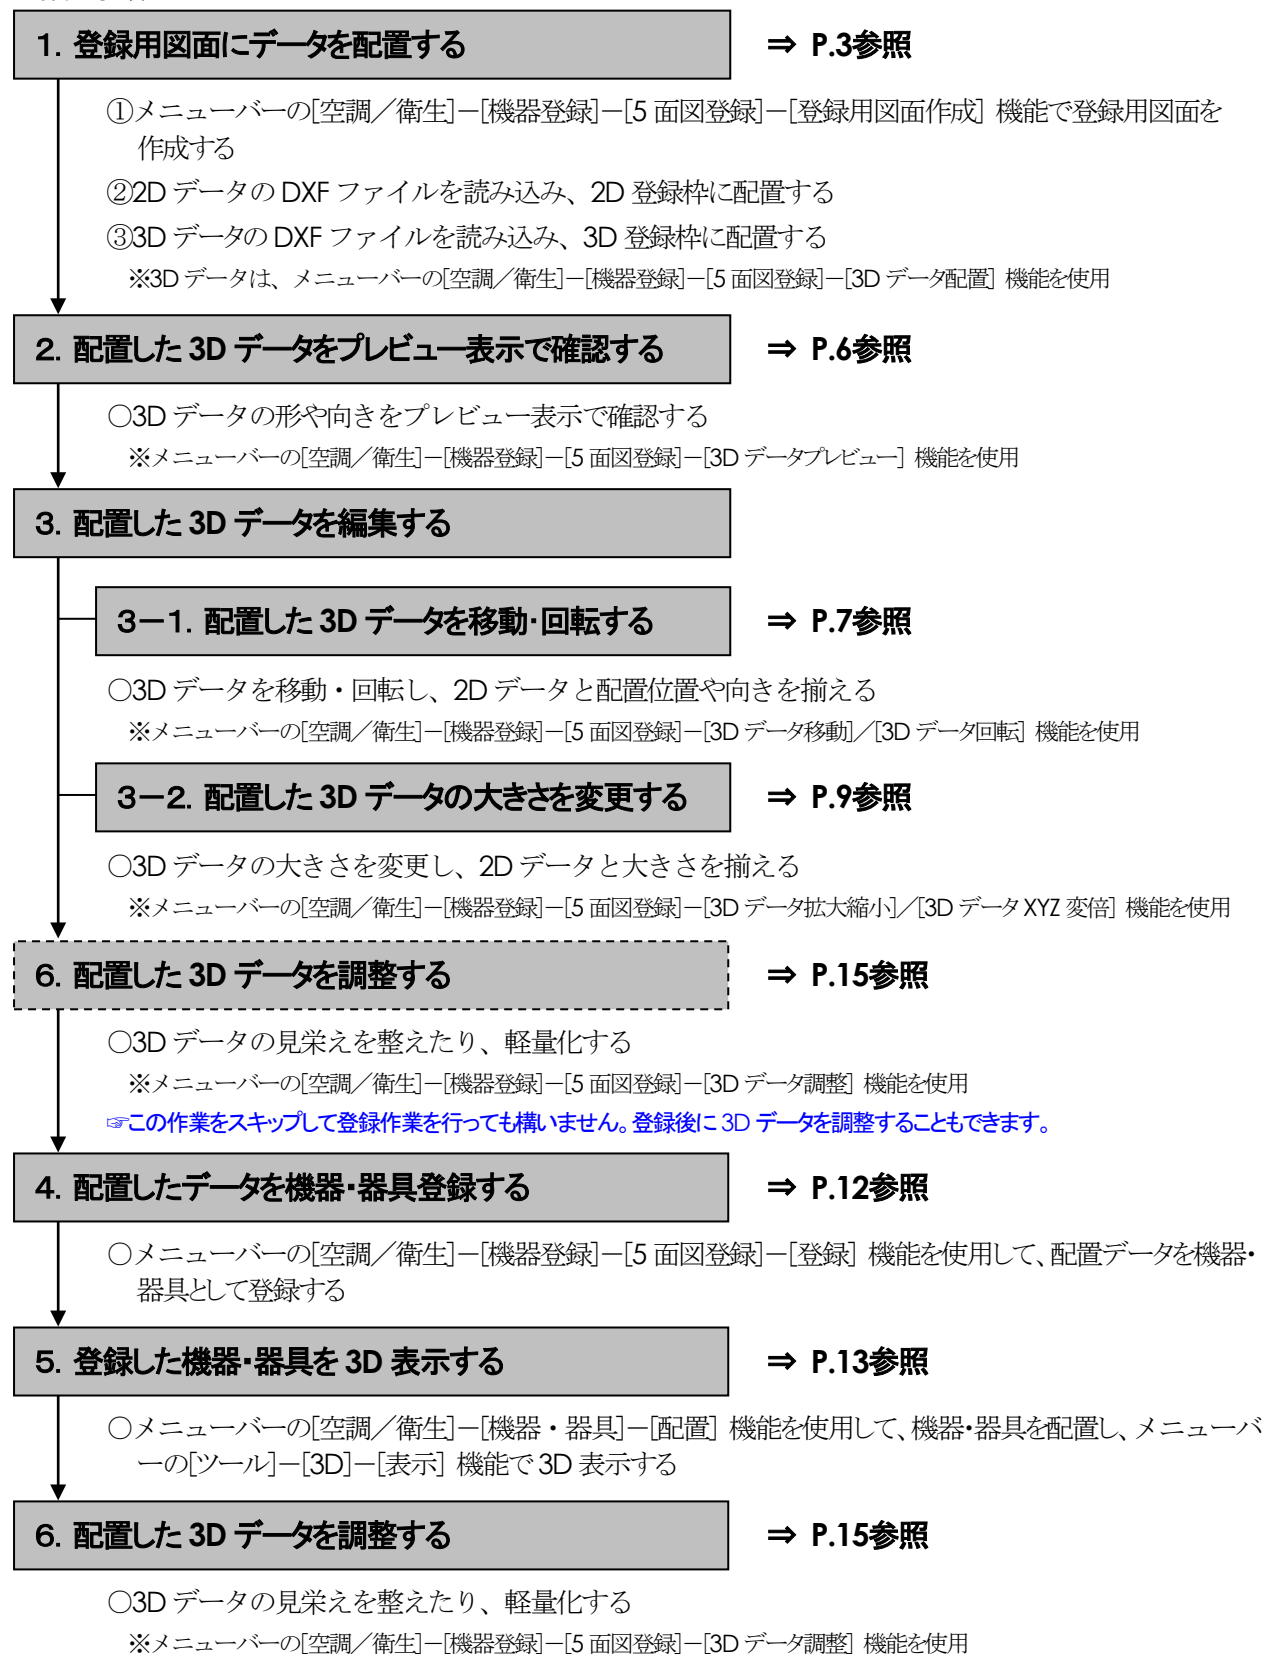 1．登録用図面にデータを配置する ⇒ P.3参照
①メニューバーの[空調／衛生]－[機器登録]－[5 面図登録]－[登録用図面作成] 機能で登録用図面を
作成する
②2D データの DXF ファイルを読み込み、2D 登録枠に配置する
③3D データの DXF ファイルを読み込み、3D 登録枠に配置する
※3D データは、メニューバーの[空調／衛生]－[機器登録]－[5 面図登録]－[3D データ配置] 機能を使用
2．配置した 3D データをプレビュー表示で確認する ⇒ P.6参照
○3D データの形や向きをプレビュー表示で確認する
※メニューバーの[空調／衛生]－[機器登録]－[5 面図登録]－[3D データプレビュー] 機能を使用
3．配置した 3D データを編集する
3－1．配置した 3D データを移動・回転する ⇒ P.7参照
○3D データを移動・回転し、2D データと配置位置や向きを揃える
※メニューバーの[空調／衛生]－[機器登録]－[5 面図登録]－[3D データ移動]／[3D データ回転] 機能を使用
3－2．配置した 3D データの大きさを変更する ⇒ P.9参照
○3D データの大きさを変更し、2D データと大きさを揃える
※メニューバーの[空調／衛生]－[機器登録]－[5 面図登録]－[3D データ拡大縮小]／[3D データ XYZ 変倍] 機能を使用
6．配置した 3D データを調整する ⇒ P.15参照
○3D データの見栄えを整えたり、軽量化する
※メニューバーの[空調／衛生]－[機器登録]－[5 面図登録]－[3D データ調整] 機能を使用
☞この作業をスキップして登録作業を行っても構いません。登録後に 3D データを調整することもできます。
4．配置したデータを機器・器具登録する ⇒ P.12参照
○メニューバーの[空調／衛生]－[機器登録]－[5 面図登録]－[登録] 機能を使用して、配置データを機器・
器具として登録する
5．登録した機器・器具を 3D 表示する ⇒ P.13参照
○メニューバーの[空調／衛生]－[機器・器具]－[配置] 機能を使用して、機器・器具を配置し、メニューバ
ーの[ツール]－[3D]－[表示] 機能で 3D 表示する
6．配置した 3D データを調整する ⇒ P.15参照
○3D データの見栄えを整えたり、軽量化する
※メニューバーの[空調／衛生]－[機器登録]－[5 面図登録]－[3D データ調整] 機能を使用